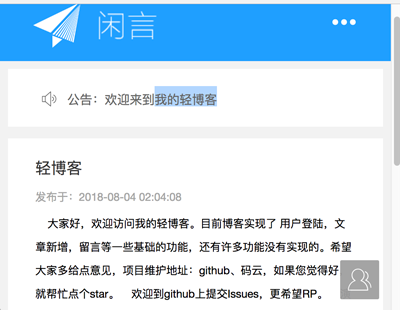 闲言
公告：欢迎来到我的轻博客
轻博客
发布于：2018-08-04 02:04:08
大家好，欢迎访问我的轻博客。目前博客实现了 用户登陆，文
章新增，留言等一些基础的功能，还有许多功能没有实现的。希望
大家多给点意见，项目维护地址：github、码云，如果您觉得好
就帮忙点个star。 欢迎到github上提交Issues，更希望RP。